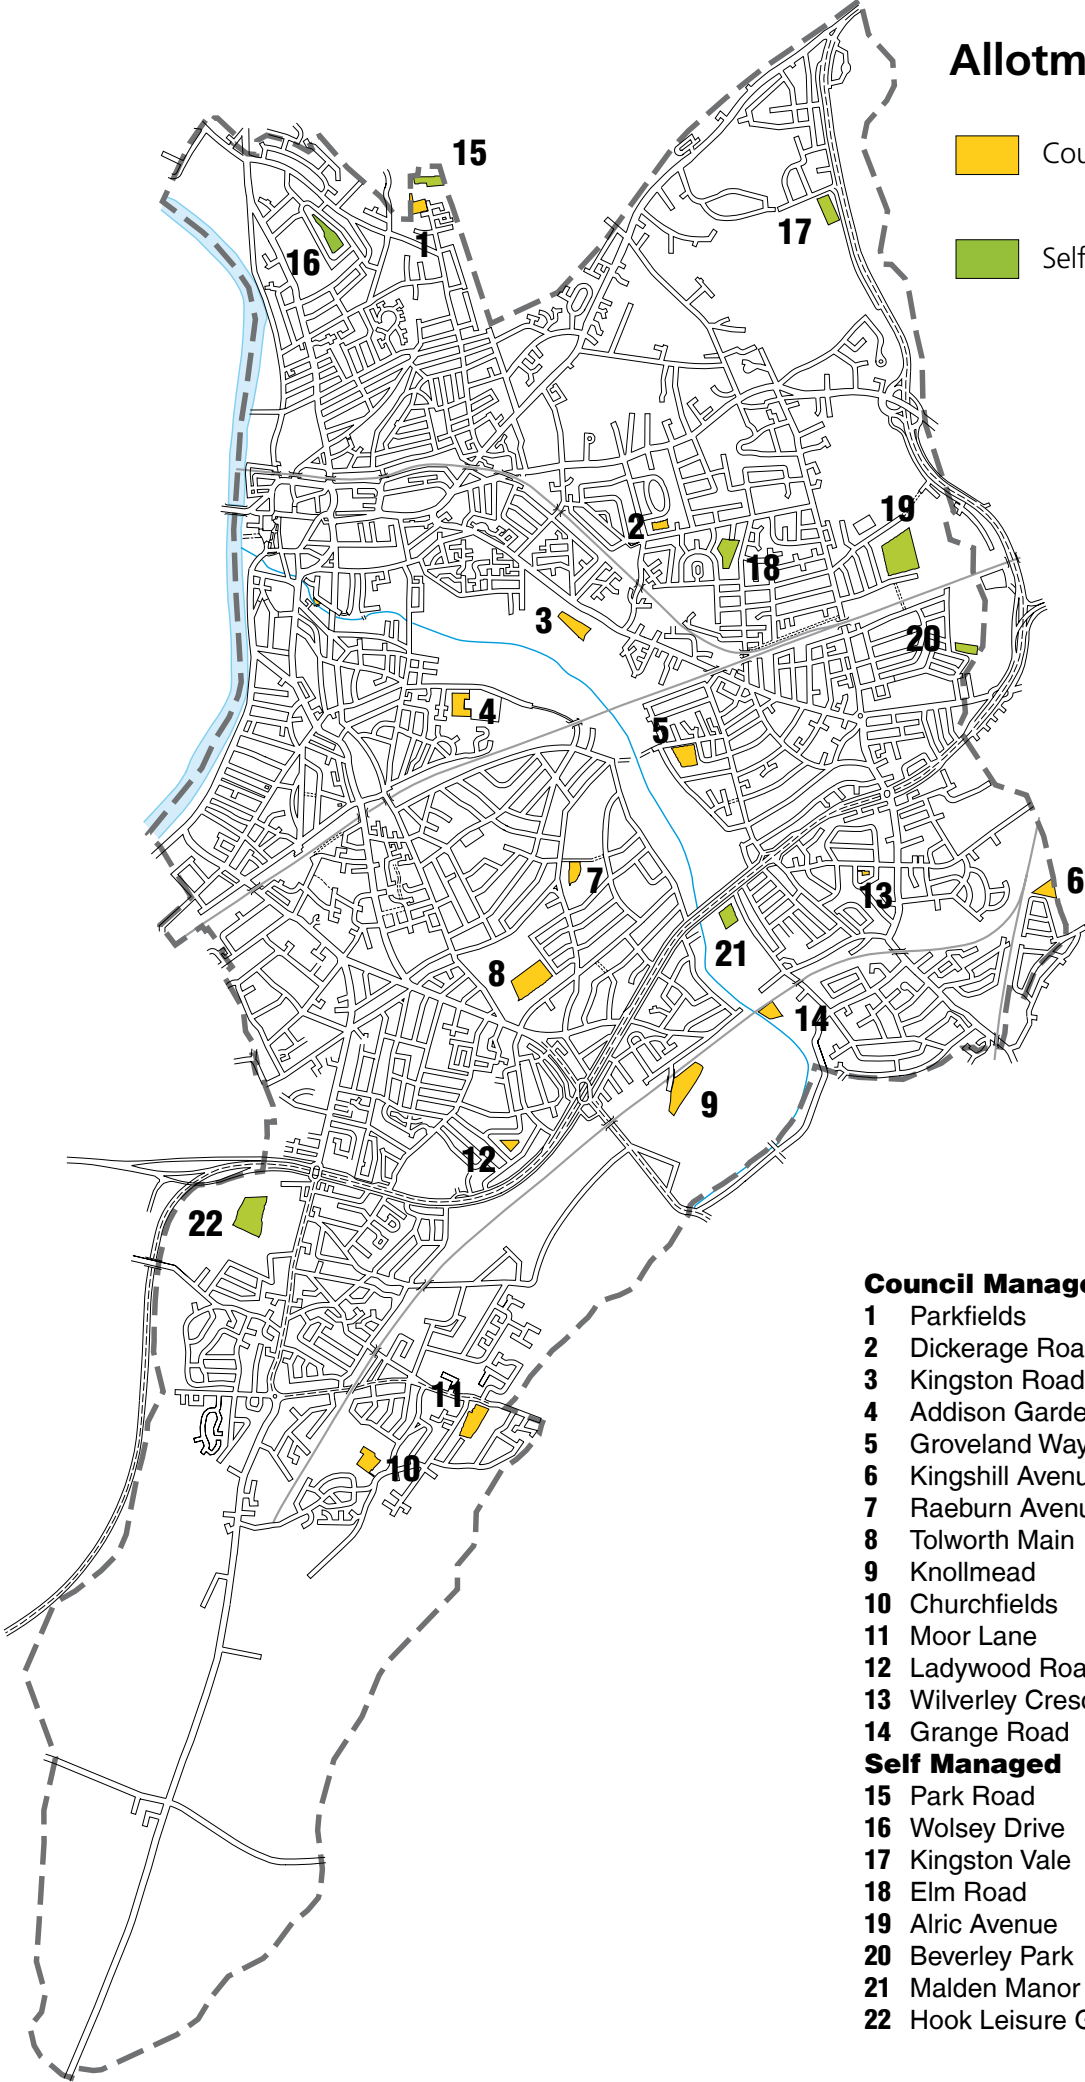 Allotm
Cou
Self
15
1
16
17
2
18
19
3
20
4
5
6
7
13
8
21
14
9
12
22
11
10
Council Manage
1 Parkfields
2 Dickerage Roa
3 Kingston Road
4 Addison Garde
5 Groveland Way
6 Kingshill Avenu
7 Raeburn Avenu
8 Tolworth Main
9 Knollmead
10 Churchfields
11 Moor Lane
12 Ladywood Roa
13 Wilverley Cresc
14 Grange Road
Self Managed
15 Park Road
16 Wolsey Drive
17 Kingston Vale
18 Elm Road
19 Alric Avenue
20 Beverley Park
21 Malden Manor
22 Hook Leisure G